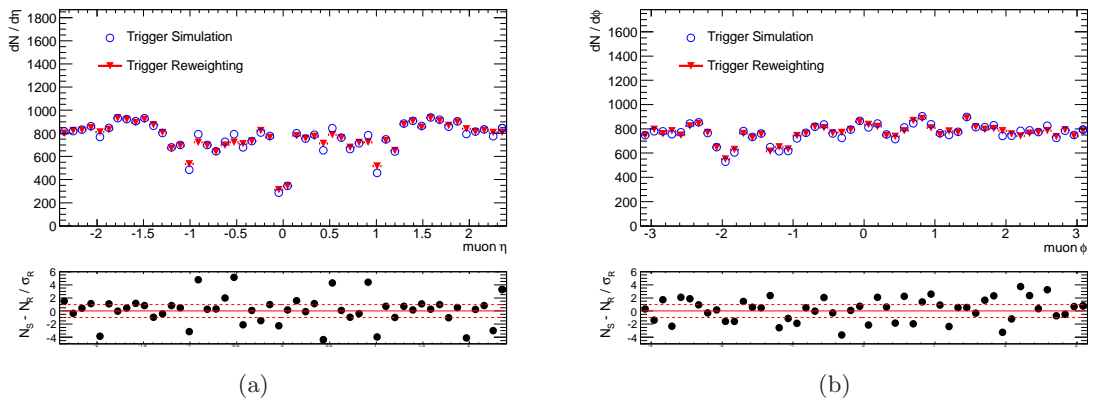 dN / dη
1800
1600
1400
1200
1000
800
600
400
200
0
Trigger Simulation
Trigger Reweighting
-2 -1.5 -1 -0.5 0 0.5 1 1.5 2
muon η
N_S - N_R / σ_R
6
4
2
0
-2
-4
(a)
dN / dϕ
1600
1400
1200
1000
800
600
400
200
0
Trigger Simulation
Trigger Reweighting
-3 -2 -1 0 1 2 3
muon ϕ
N_S - N_R / σ_R
6
4
2
0
-2
-4
(b)